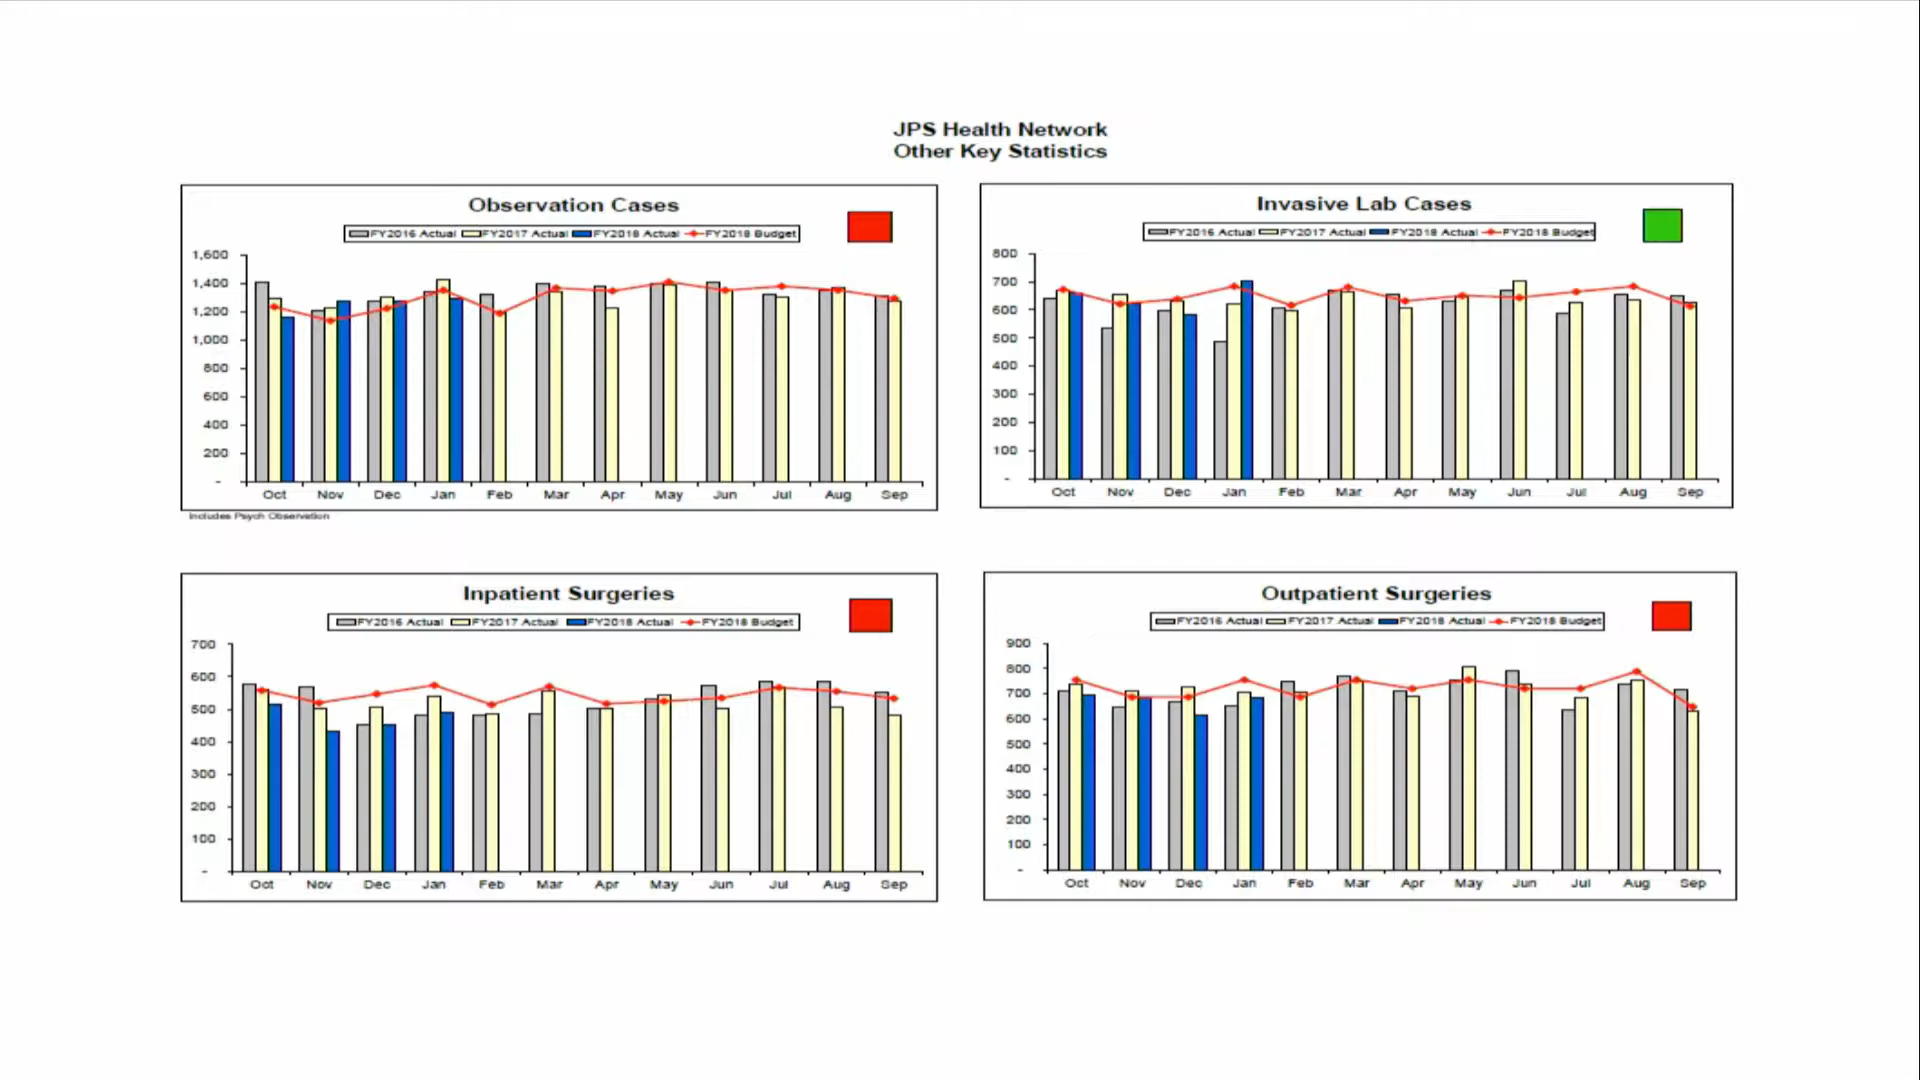 JPS Health Network
Other Key Statistics
Observation Cases
FY2016 Actual FY2017 Actual FY2018 Actual FY2018 Budget
1,600
1,400
1,200
1,000
800
600
400
200
-
Oct Nov Dec Jan Feb Mar Apr May Jun Jul Aug Sep
Includes Psych Observation
Invasive Lab Cases
FY2016 Actual FY2017 Actual FY2018 Actual FY2018 Budget
800
700
600
500
400
300
200
100
-
Oct Nov Dec Jan Feb Mar Apr May Jun Jul Aug Sep
Inpatient Surgeries
FY2016 Actual FY2017 Actual FY2018 Actual FY2018 Budget
700
600
500
400
300
200
100
-
Oct Nov Dec Jan Feb Mar Apr May Jun Jul Aug Sep
Outpatient Surgeries
FY2016 Actual FY2017 Actual FY2018 Actual FY2018 Budget
900
800
700
600
500
400
300
200
100
-
Oct Nov Dec Jan Feb Mar Apr May Jun Jul Aug Sep